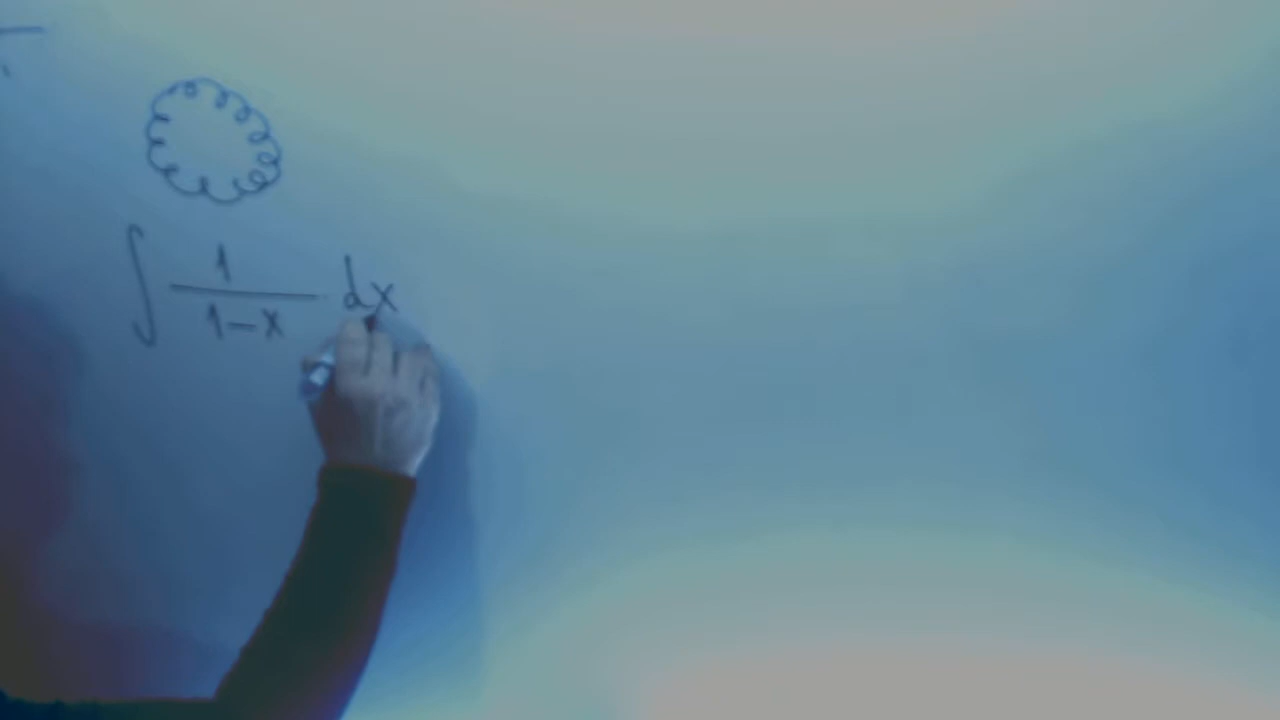 ∫ 1/(1-x) dx